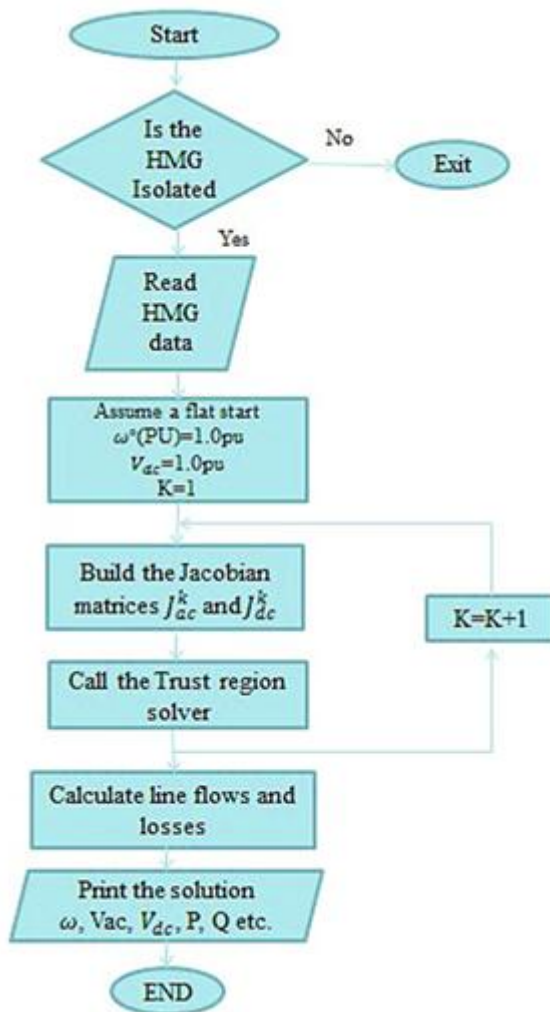 Start
Is the
HMG
Isolated
No
Exit
Yes
Read
HMG
data
Assume a flat start
ω°(PU)=1.0pu
V_dc=1.0pu
K=1
Build the Jacobian
matrices J_ac^k and J_dc^k
K=K+1
Call the Trust region
solver
Calculate line flows and
losses
Print the solution
ω, Vac, V_dc, P, Q etc.
END